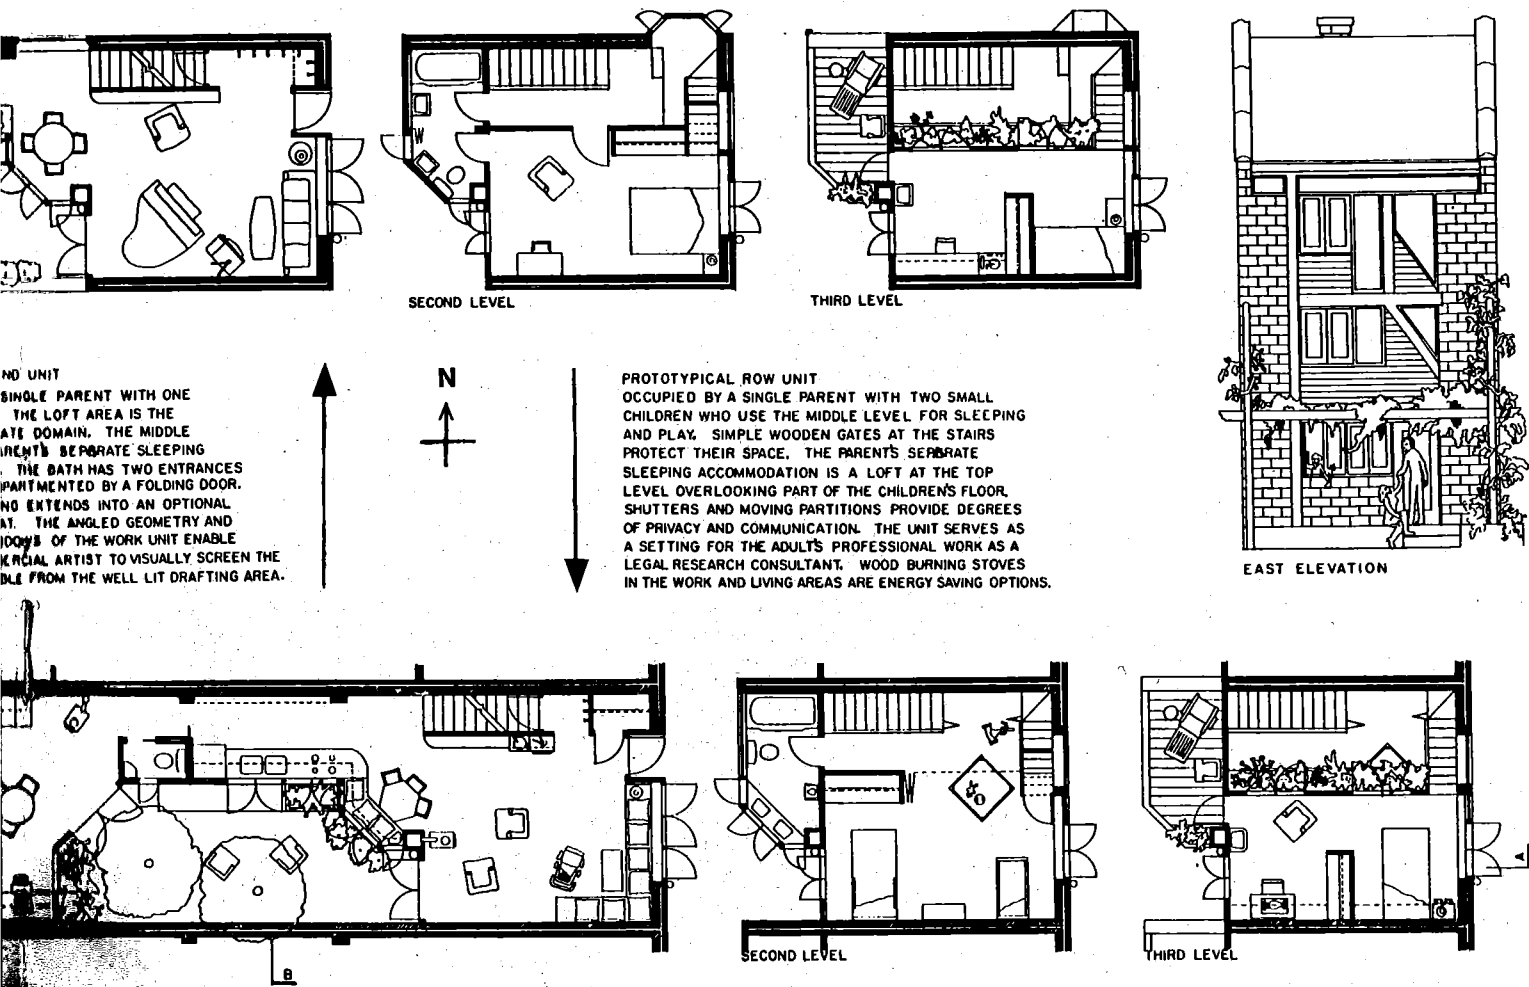 SECOND LEVEL
THIRD LEVEL
ND UNIT
SINGLE PARENT WITH ONE
THE LOFT AREA IS THE
ATE DOMAIN. THE MIDDLE
RENT'S SEPARATE SLEEPING
. THE BATH HAS TWO ENTRANCES
PARTMENTED BY A FOLDING DOOR.
ND EXTENDS INTO AN OPTIONAL
AT. THE ANGLED GEOMETRY AND
DOWS OF THE WORK UNIT ENABLE
ERCIAL ARTIST TO VISUALLY SCREEN THE
BLE FROM THE WELL LIT DRAFTING AREA.
N
PROTOTYPICAL ROW UNIT
OCCUPIED BY A SINGLE PARENT WITH TWO SMALL
CHILDREN WHO USE THE MIDDLE LEVEL FOR SLEEPING
AND PLAY. SIMPLE WOODEN GATES AT THE STAIRS
PROTECT THEIR SPACE. THE PARENT'S SEPARATE
SLEEPING ACCOMMODATION IS A LOFT AT THE TOP
LEVEL OVERLOOKING PART OF THE CHILDREN'S FLOOR.
SHUTTERS AND MOVING PARTITIONS PROVIDE DEGREES
OF PRIVACY AND COMMUNICATION. THE UNIT SERVES AS
A SETTING FOR THE ADULT'S PROFESSIONAL WORK AS A
LEGAL RESEARCH CONSULTANT. WOOD BURNING STOVES
IN THE WORK AND LIVING AREAS ARE ENERGY SAVING OPTIONS.
EAST ELEVATION
A
SECOND LEVEL
THIRD LEVEL
B